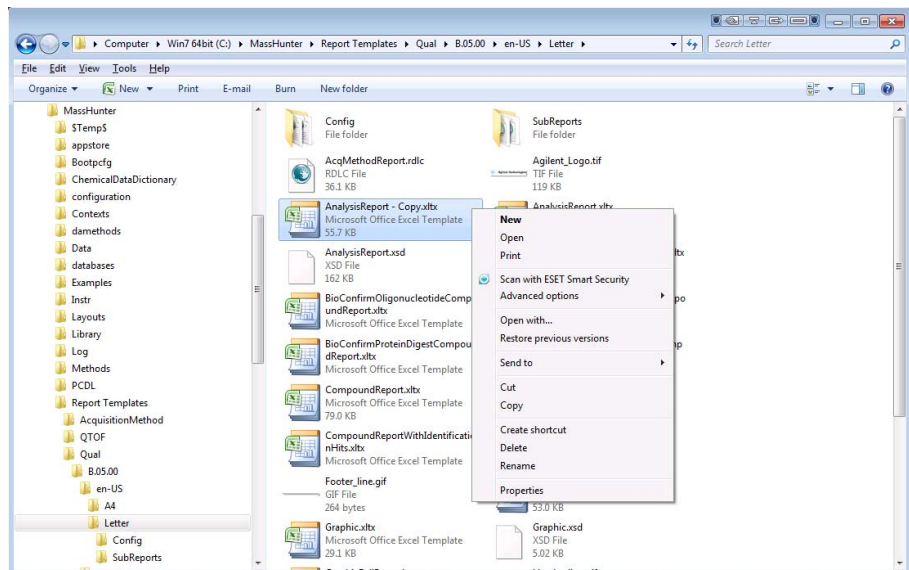 Computer ▸ Win7 64bit (C:) ▸ MassHunter ▸ Report Templates ▸ Qual ▸ B.05.00 ▸ en-US ▸ Letter ▸
Search Letter
File Edit View Tools Help
Organize New Print E-mail Burn New folder
MassHunter
$Temp$
appstore
Bootpcfg
ChemicalDataDictionary
configuration
Contexts
damethods
Data
databases
Examples
Instr
Layouts
Library
Log
Methods
PCDL
Report Templates
AcquisitionMethod
QTOF
Qual
B.05.00
en-US
A4
Letter
Config
SubReports
Config
File folder
SubReports
File folder
AcqMethodReport.rdlc
RDLC File
36.1 KB
Agilent_Logo.tif
TIF File
119 KB
AnalysisReport - Copy.xltx
Microsoft Office Excel Template
55.7 KB
AnalysisReport.xltx
AnalysisReport.xsd
XSD File
162 KB
ltx
BioConfirmOligonucleotideComp
oundReport.xltx
Microsoft Office Excel Template
po
BioConfirmProteinDigestCompou
ndReport.xltx
Microsoft Office Excel Template
CompoundReport.xltx
Microsoft Office Excel Template
79.0 KB
CompoundReportWithIdentificatio
nHits.xltx
Microsoft Office Excel Template
Footer_line.gif
GIF File
264 bytes
53.0 KB
Graphic.xltx
Microsoft Office Excel Template
29.1 KB
Graphic.xsd
XSD File
5.02 KB
New
Open
Print
Scan with ESET Smart Security
Advanced options
Open with...
Restore previous versions
Send to
Cut
Copy
Create shortcut
Delete
Rename
Properties